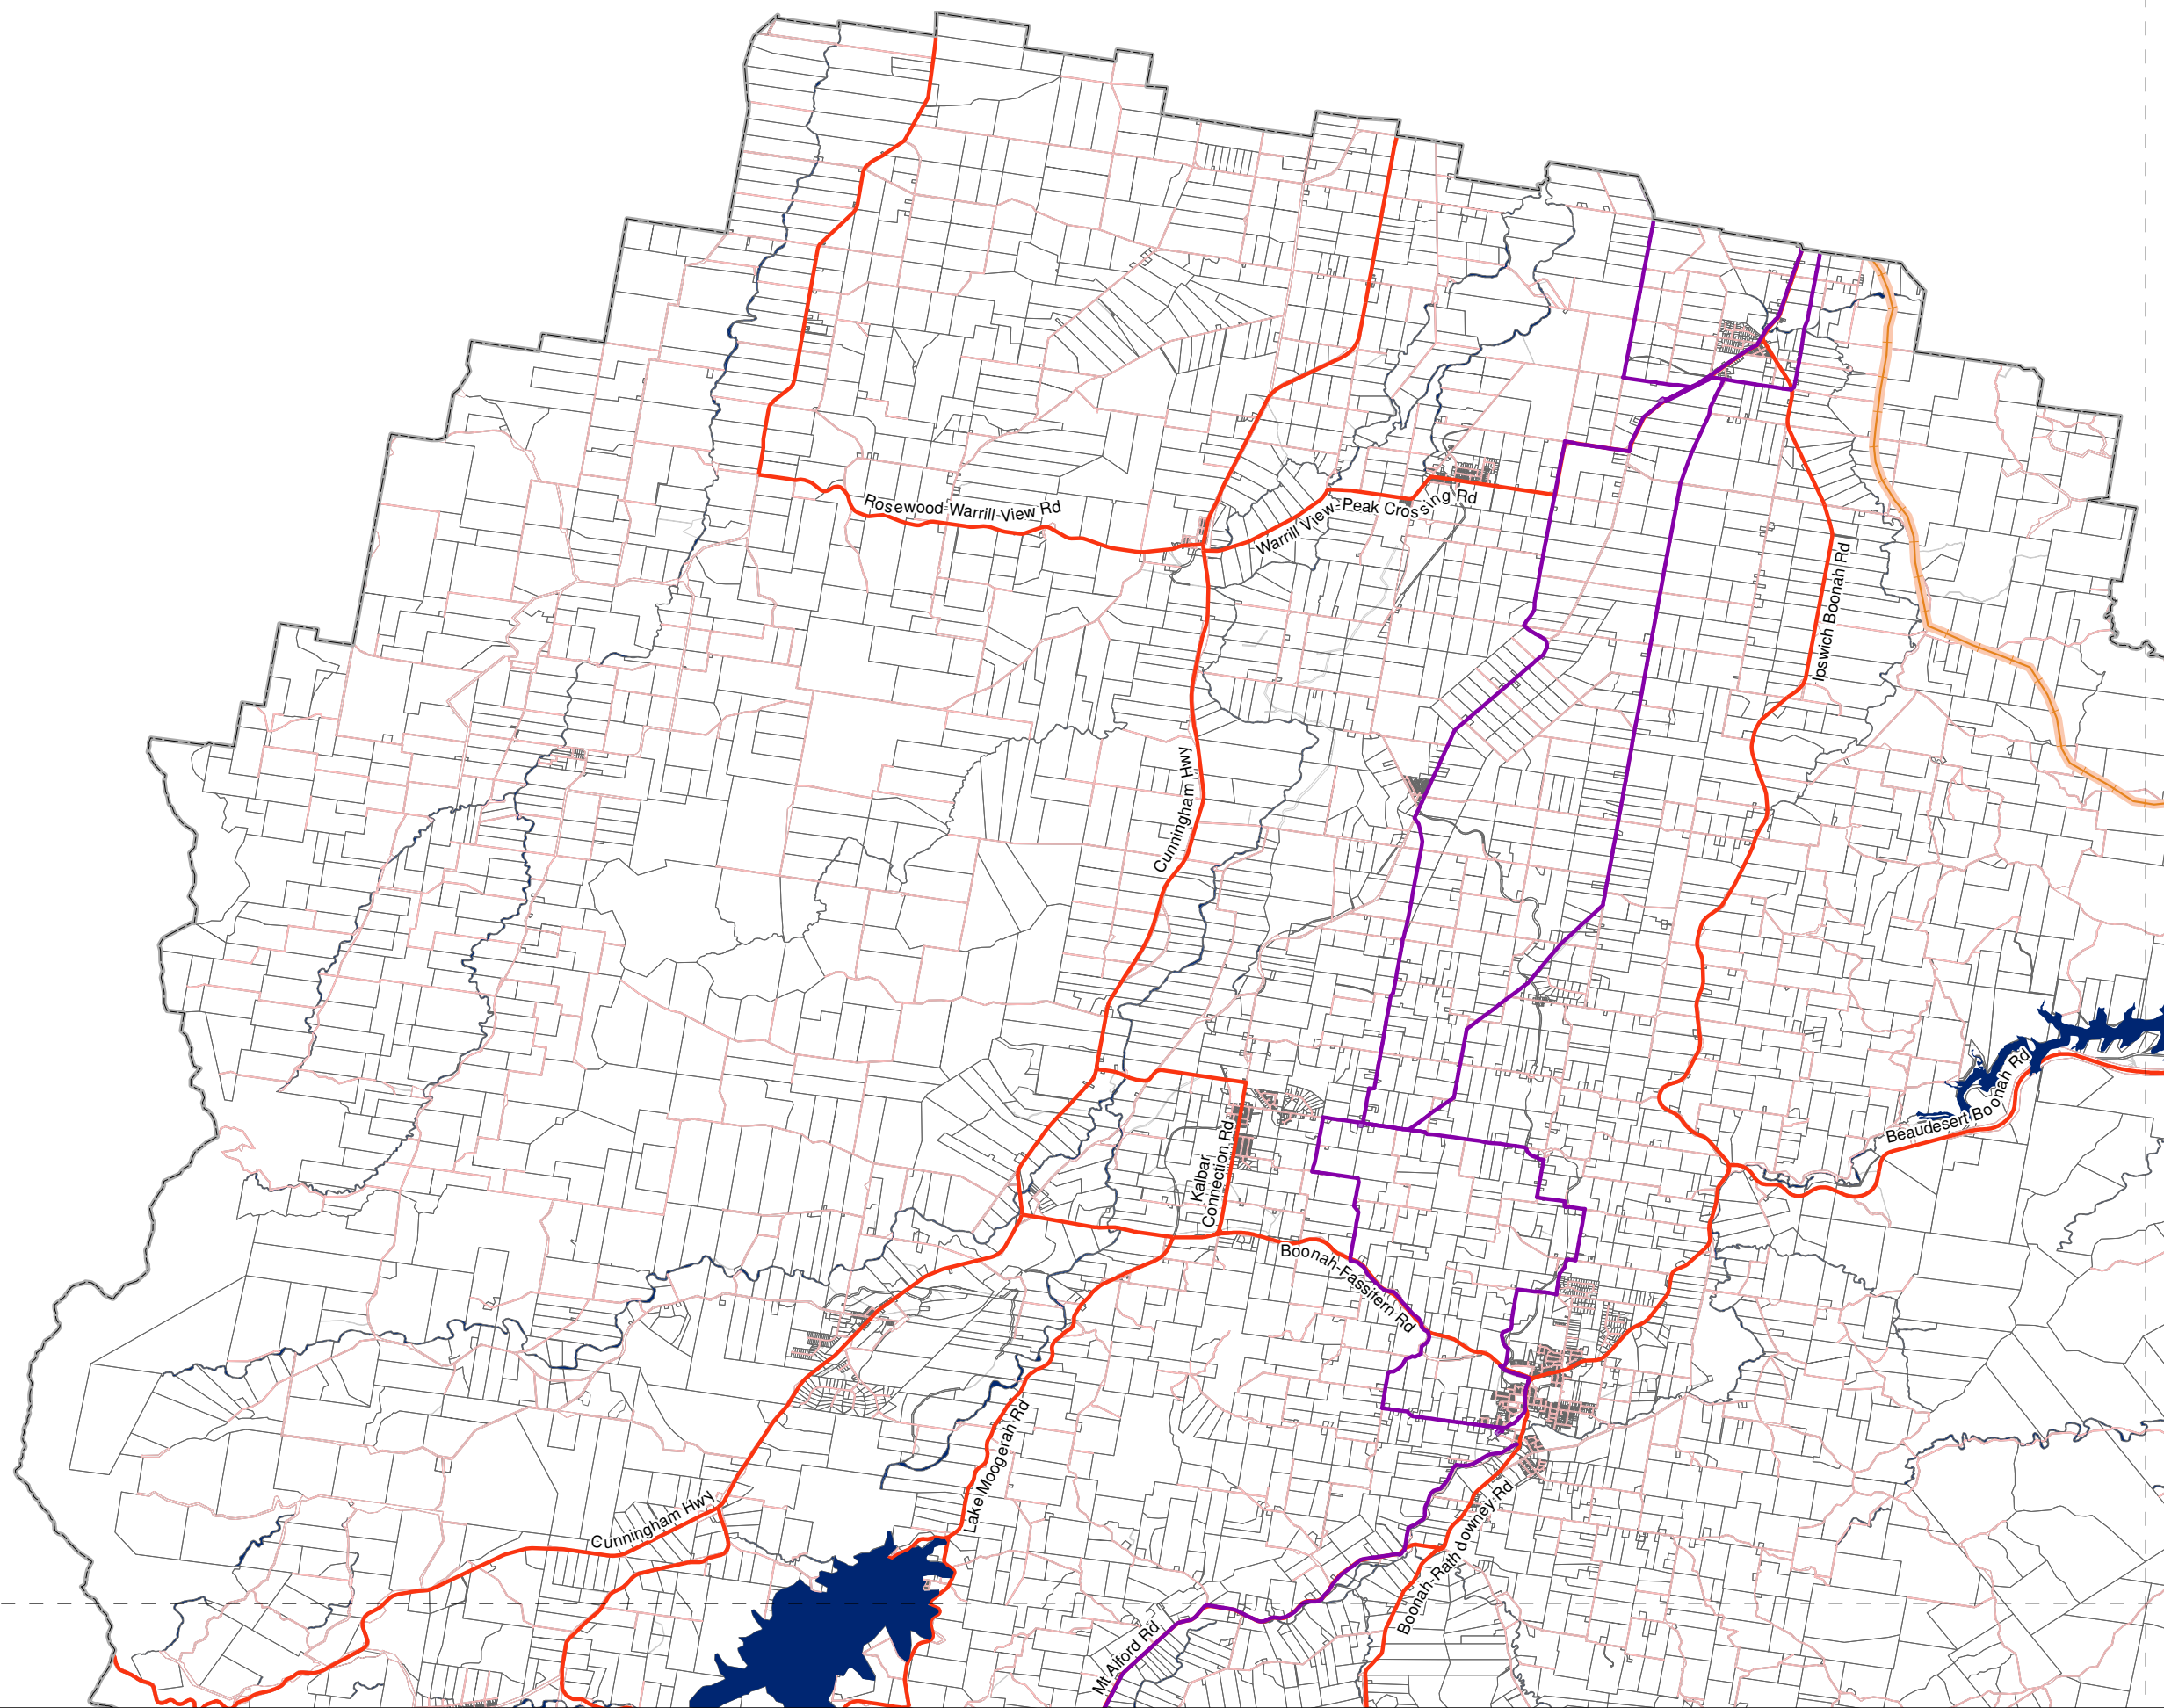 Rosewood-Warrill View Rd
Warrill View-Peak Crossing Rd
Ipswich Boonah Rd
Cunningham Hwy
Beaudesert Boonah Rd
Kalbar
Connection Rd
Boonah-Fassifern Rd
Lake Moogerah Rd
Cunningham Hwy
Boonah-Rathdowney Rd
Mt Alford Rd